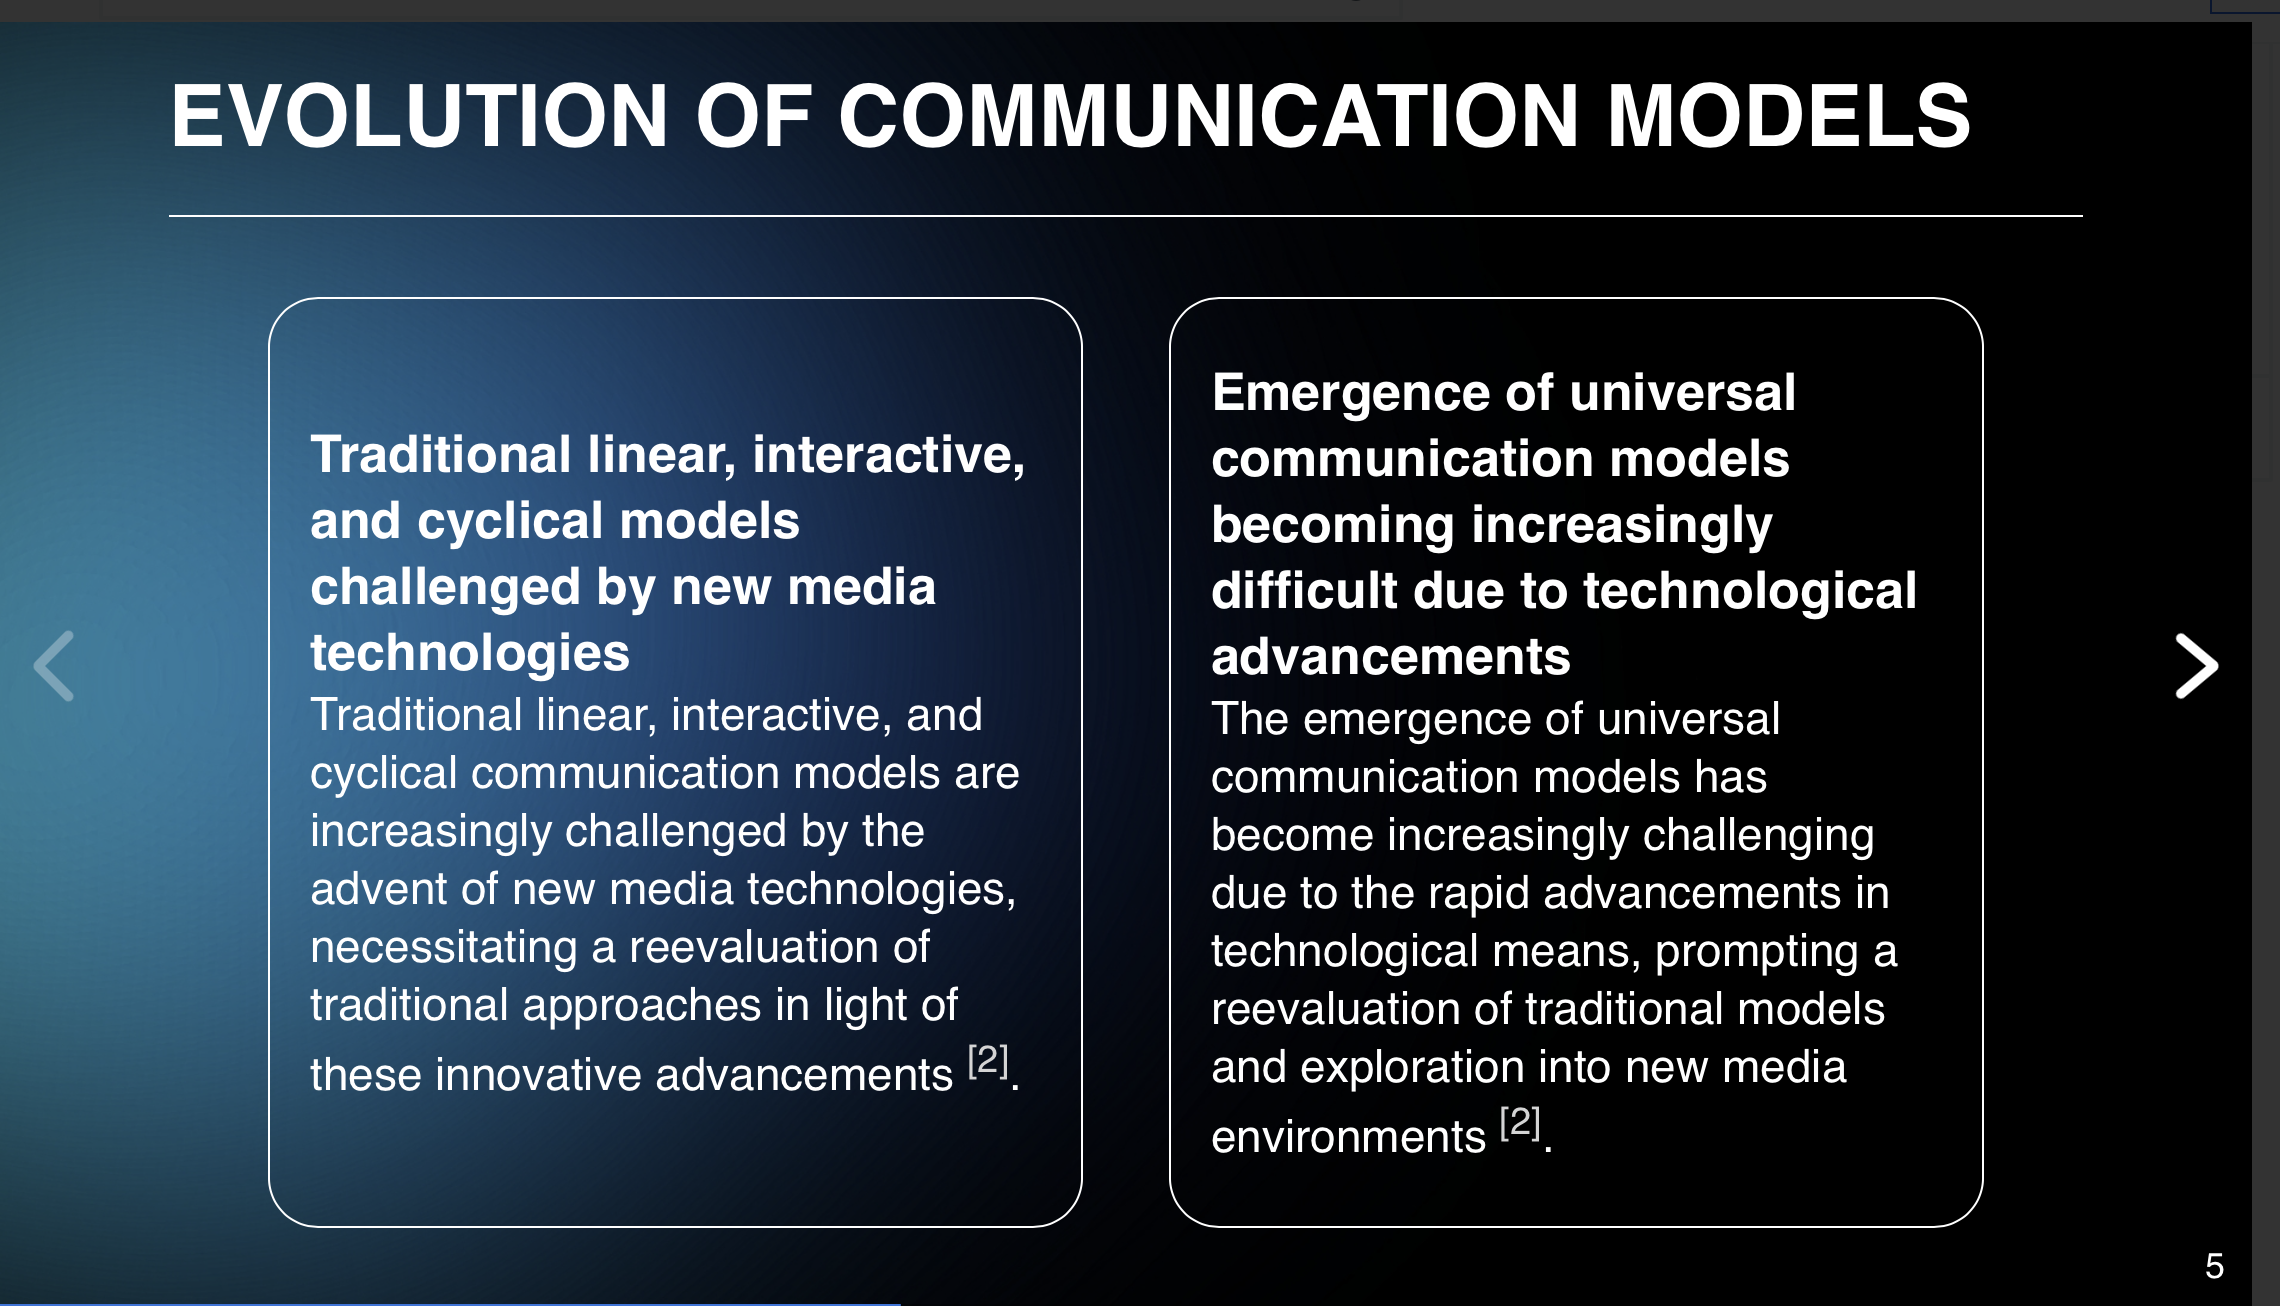 EVOLUTION OF COMMUNICATION MODELS
Traditional linear, interactive,
and cyclical models
challenged by new media
technologies
Traditional linear, interactive, and
cyclical communication models are
increasingly challenged by the
advent of new media technologies,
necessitating a reevaluation of
traditional approaches in light of
these innovative advancements [2].
Emergence of universal
communication models
becoming increasingly
difficult due to technological
advancements
The emergence of universal
communication models has
become increasingly challenging
due to the rapid advancements in
technological means, prompting a
reevaluation of traditional models
and exploration into new media
environments [2].
5